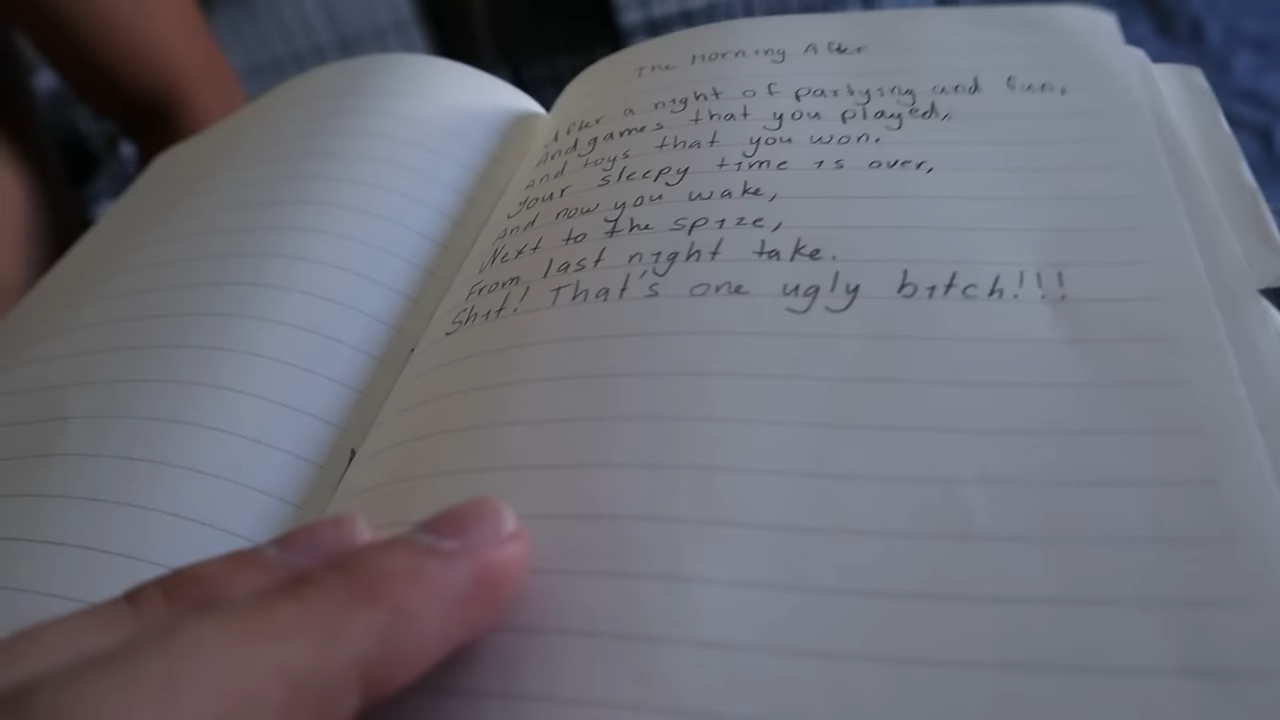 The Morning After
After a night of partying and fun,
And games that you played,
and toys that you won.
Your sleepy time is over,
And now you wake,
Next to the spize,
From last night take.
Shit! That's one ugly bitch!!!